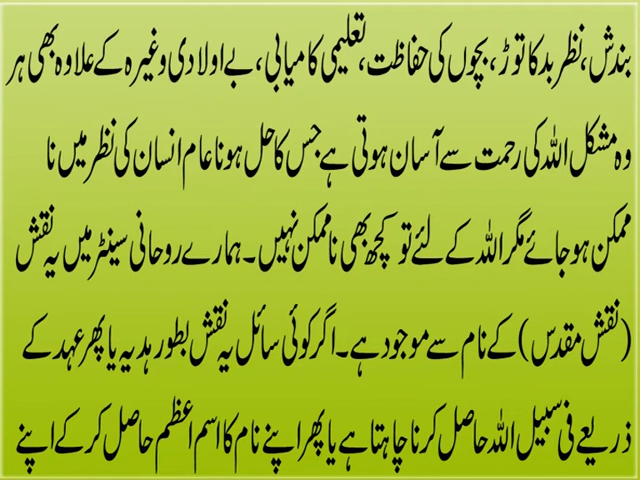 بندش، نظر بد کا توڑ، بچوں کی حفاظت، تعلیمی کامیابی، بے اولادی وغیرہ کے علاوہ بھی ہر
وہ مشکل اللہ کی رحمت سے آسان ہوتی ہے جس کا حل ہونا عام انسان کی نظر میں نا
ممکن ہو جائے مگر اللہ کے لئے تو کچھ بھی ناممکن نہیں۔ ہمارے روحانی سینٹر میں یہ نقش
(نقش مقدس) کے نام سے موجود ہے۔ اگر کوئی سائل یہ نقش بطور ہدیہ یا پھر عہد کے
ذریعے فی سبیل اللہ حاصل کرنا چاہتا ہے یا پھر اپنے نام کا اسم اعظم حاصل کر کے اپنے